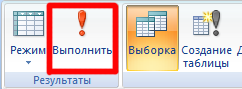 Режим
Выполнить
Выборка
Создание
таблицы
Результаты